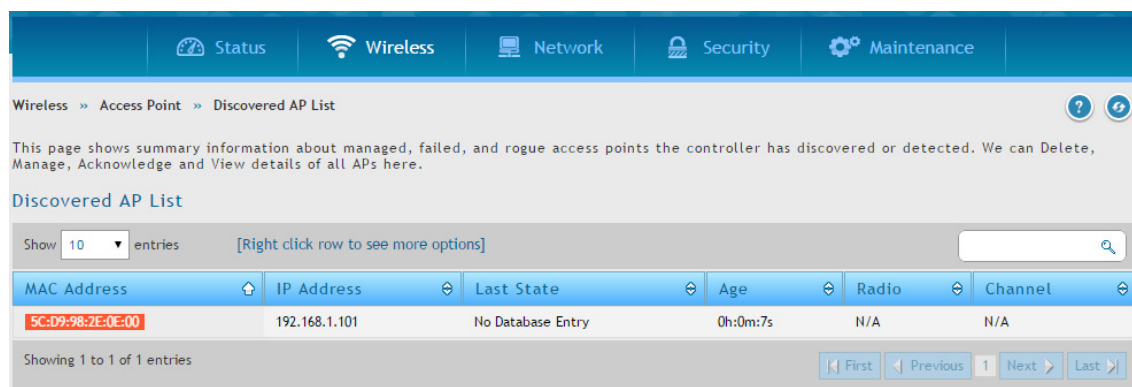 Status Wireless Network Security Maintenance
Wireless » Access Point » Discovered AP List
This page shows summary information about managed, failed, and rogue access points the controller has discovered or detected. We can Delete,
Manage, Acknowledge and View details of all APs here.
Discovered AP List
Show 10 entries [Right click row to see more options]
MAC Address IP Address Last State Age Radio Channel
5C:D9:98:2E:0E:00 192.168.1.101 No Database Entry 0h:0m:7s N/A N/A
Showing 1 to 1 of 1 entries First Previous 1 Next Last